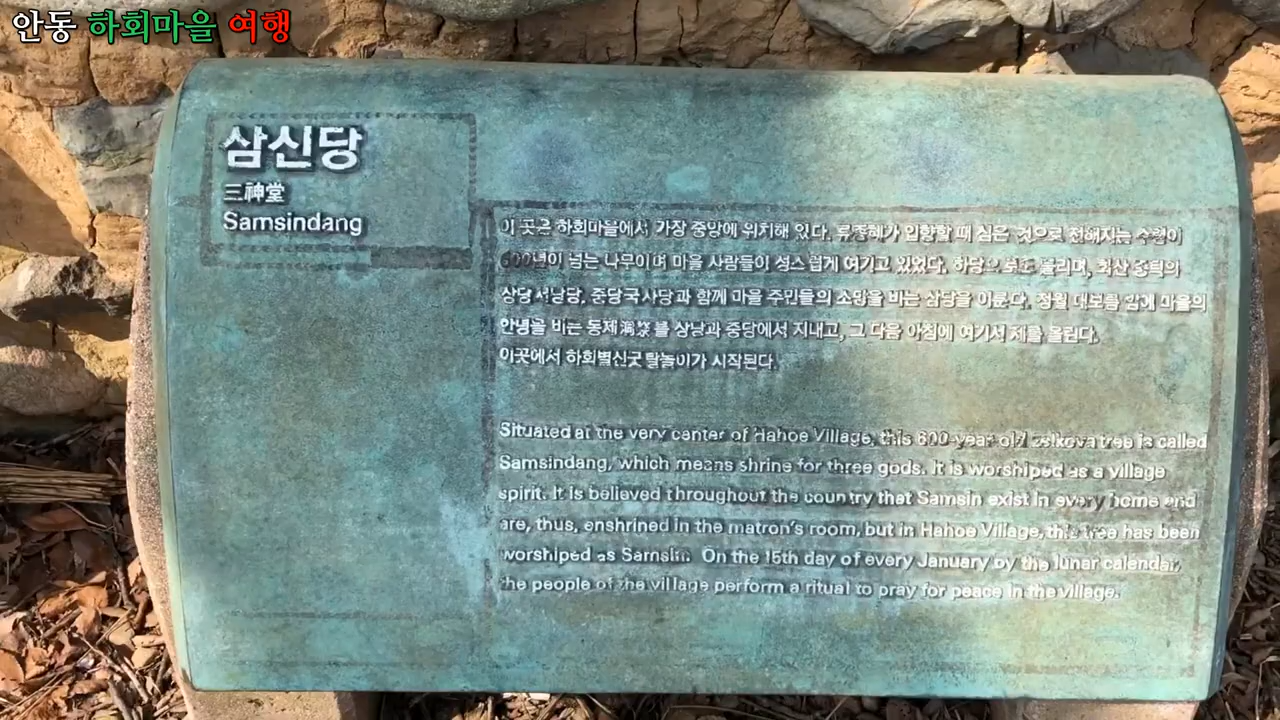 안동 하회마을 여행
삼신당
三神堂
Samsindang
이 곳은 하회마을에서 가장 중앙에 위치해 있다. 류종혜가 입향할 때 심은 것으로 전해지는 수령이
600년이 넘는 나무이며 마을 사람들이 성스럽게 여기고 있었다. 하당으로도 불리며, 화산 중턱의
상당서낭당, 중당국사당과 함께 마을 주민들의 소망을 비는 삼당을 이룬다. 정월 대보름 밤에 마을의
안녕을 비는 동제洞祭를 상당과 중당에서 지내고, 그 다음 아침에 여기서 제를 올린다.
이곳에서 하회별신굿 탈놀이가 시작된다.
Situated at the very center of Hahoe Village, this 600-year old zelkova tree is called
Samsindang, which means shrine for three gods. It is worshiped as a village
spirit. It is believed throughout the country that Samsin exist in every home and
are, thus, enshrined in the matron's room, but in Hahoe Village, this tree has been
worshiped as Samsin. On the 15th day of every January by the lunar calendar,
the people of the village perform a ritual to pray for peace in the village.